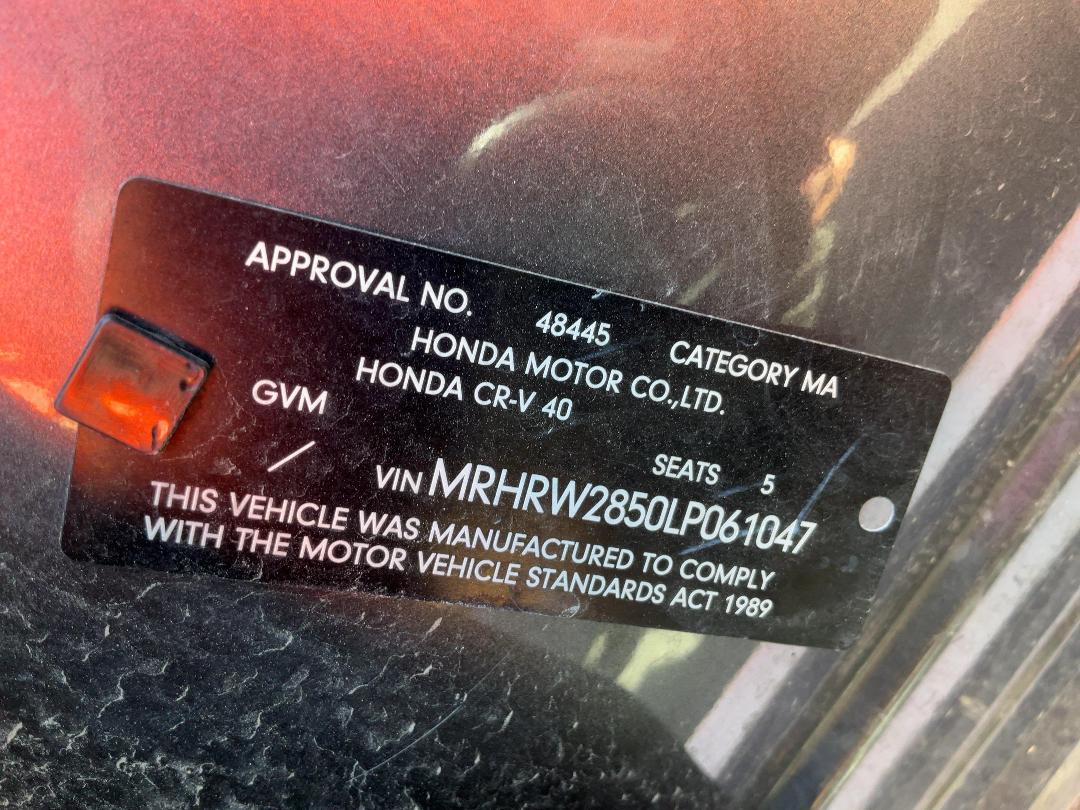 APPROVAL NO. 48445 CATEGORY MA
HONDA MOTOR CO.,LTD.
HONDA CR-V 40
GVM / SEATS 5
VIN MRHRW2850LP061047
THIS VEHICLE WAS MANUFACTURED TO COMPLY
WITH THE MOTOR VEHICLE STANDARDS ACT 1989